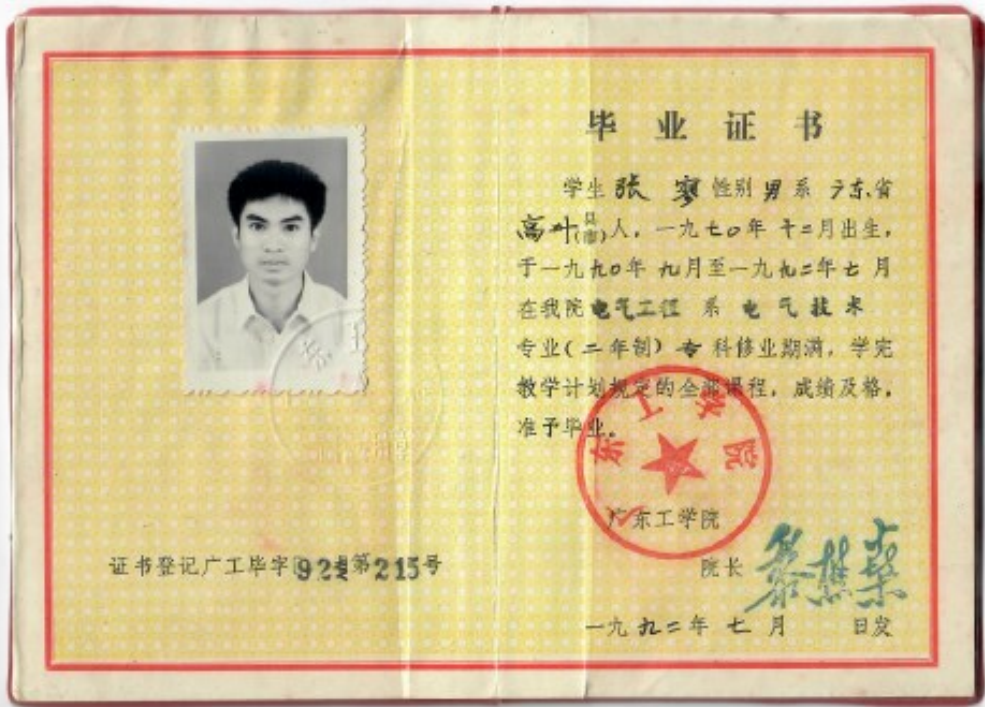 毕业证书
学生 张 寥 性别 男 系 广东省
高州(县市)人，一九七〇年 十二月出生，
于一九九〇年 九月至一九九二年 七 月
在我院 电气工程 系 电 气 技 术
专业(二年制) 专 科修业期满，学完
教学计划规定的全部课程，成绩及格，
准予毕业。
广东工学院
广东工学院
院长
一九九二年 七 月 日发
东 工
证书登记广工毕字 92 第215号